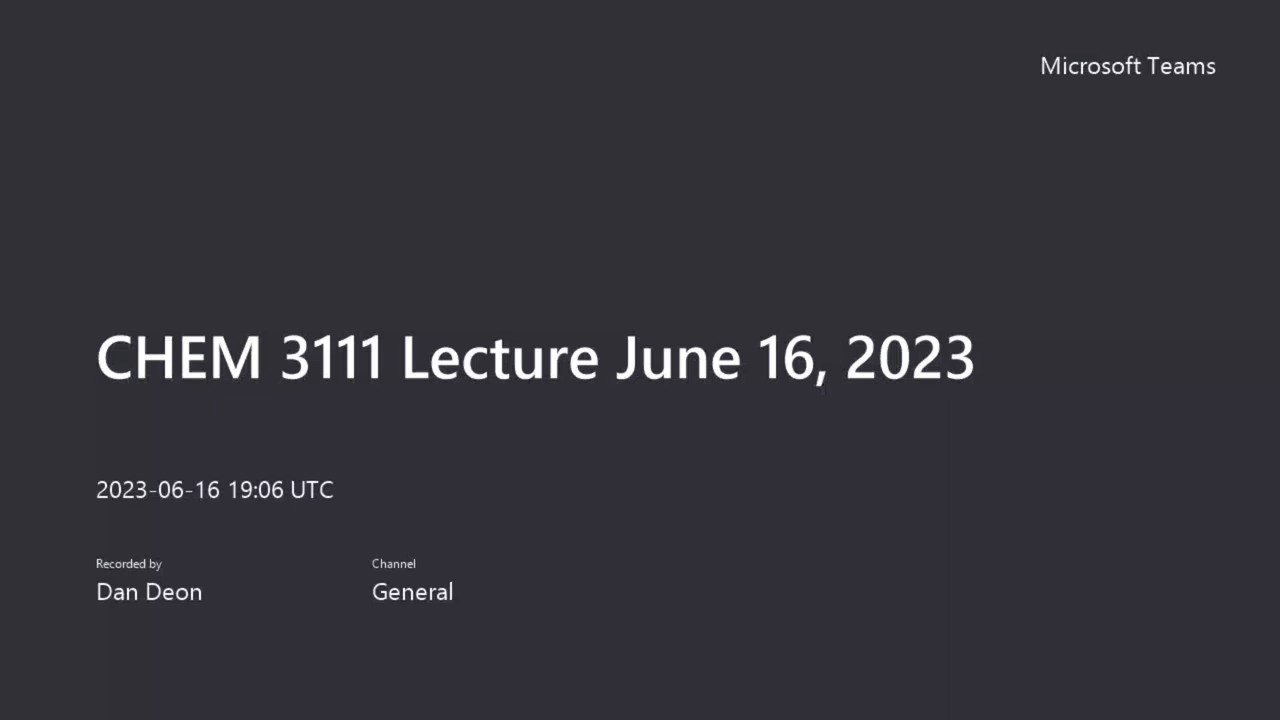 Microsoft Teams
CHEM 3111 Lecture June 16, 2023
2023-06-16 19:06 UTC
Recorded by
Dan Deon
Channel
General